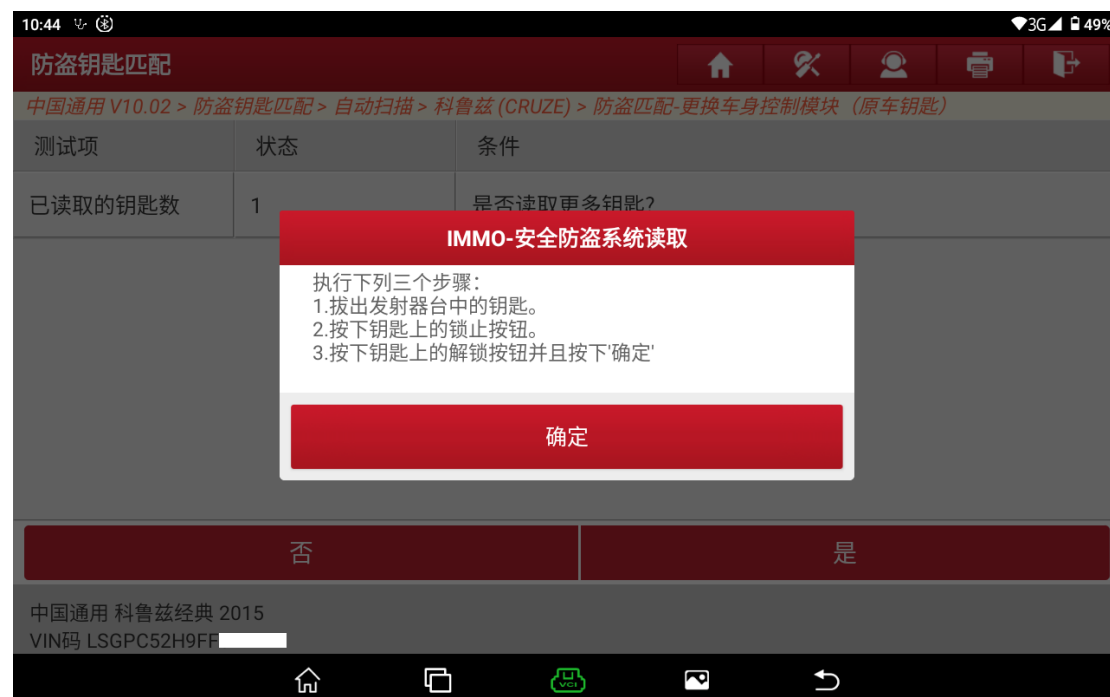 10:44 3G 49%
防盗钥匙匹配
中国通用 V10.02 > 防盗钥匙匹配 > 自动扫描 > 科鲁兹 (CRUZE) > 防盗匹配-更换车身控制模块（原车钥匙）
测试项 状态 条件
已读取的钥匙数 1 是否读取更多钥匙?
IMMO-安全防盗系统读取
执行下列三个步骤：
1.拔出发射器台中的钥匙。
2.按下钥匙上的锁止按钮。
3.按下钥匙上的解锁按钮并且按下'确定'
确定
否 是
中国通用 科鲁兹经典 2015
VIN码 LSGPC52H9FF
VCI